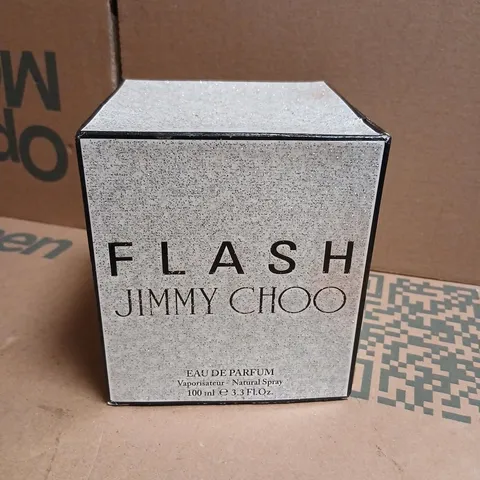 FLASH
JIMMY CHOO
EAU DE PARFUM
Vaporisateur - Natural Spray
100 ml ℮ 3.3 Fl.Oz.